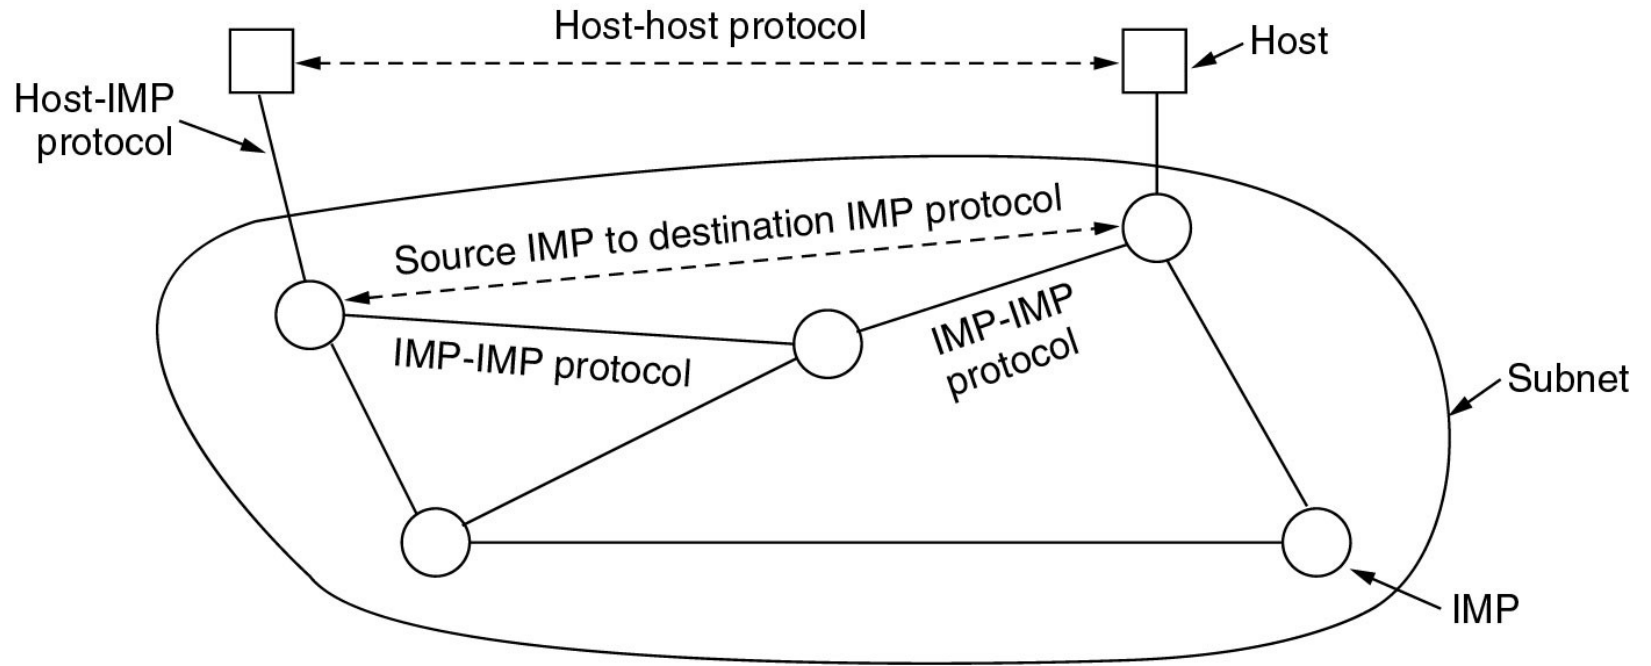 Host-host protocol
Host
Host-IMP
protocol
Source IMP to destination IMP protocol
IMP-IMP protocol
IMP-IMP
protocol
Subnet
IMP